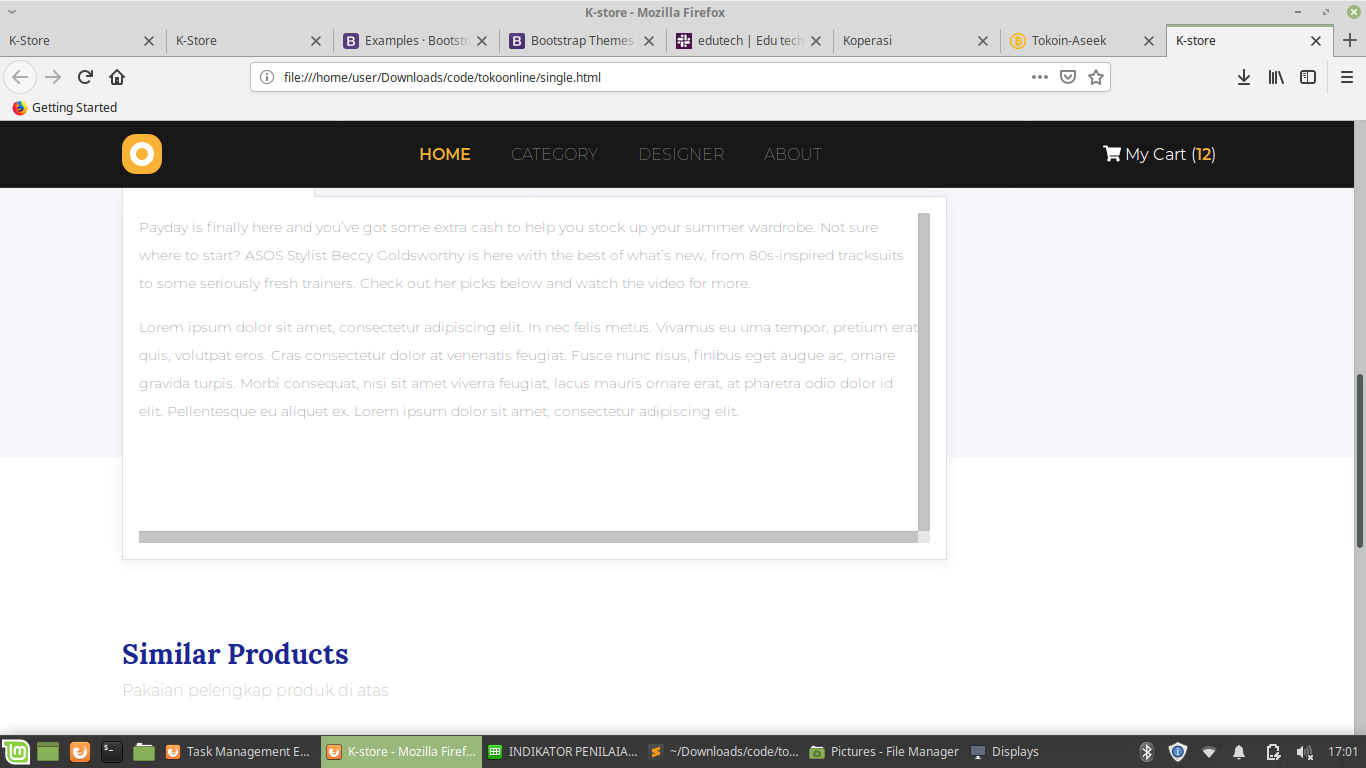 K-store - Mozilla Firefox
K-Store
K-Store
Examples · Bootstr
Bootstrap Themes
edutech | Edu tech
Koperasi
Tokoin-Aseek
K-store
file:///home/user/Downloads/code/tokoonline/single.html
Getting Started
HOME
CATEGORY
DESIGNER
ABOUT
My Cart (12)
Payday is finally here and you’ve got some extra cash to help you stock up your summer wardrobe. Not sure
where to start? ASOS Stylist Beccy Goldsworthy is here with the best of what’s new, from 80s-inspired tracksuits
to some seriously fresh trainers. Check out her picks below and watch the video for more.
Lorem ipsum dolor sit amet, consectetur adipiscing elit. In nec felis metus. Vivamus eu urna tempor, pretium erat
quis, volutpat eros. Cras consectetur dolor at venenatis feugiat. Fusce nunc risus, finibus eget augue ac, ornare
gravida turpis. Morbi consequat, nisi sit amet viverra feugiat, lacus mauris ornare erat, at pharetra odio dolor id
elit. Pellentesque eu aliquet ex. Lorem ipsum dolor sit amet, consectetur adipiscing elit.
Similar Products
Pakaian pelengkap produk di atas
Task Management E...
K-store - Mozilla Firef...
INDIKATOR PENILAIA...
~/Downloads/code/to...
Pictures - File Manager
Displays
17:01